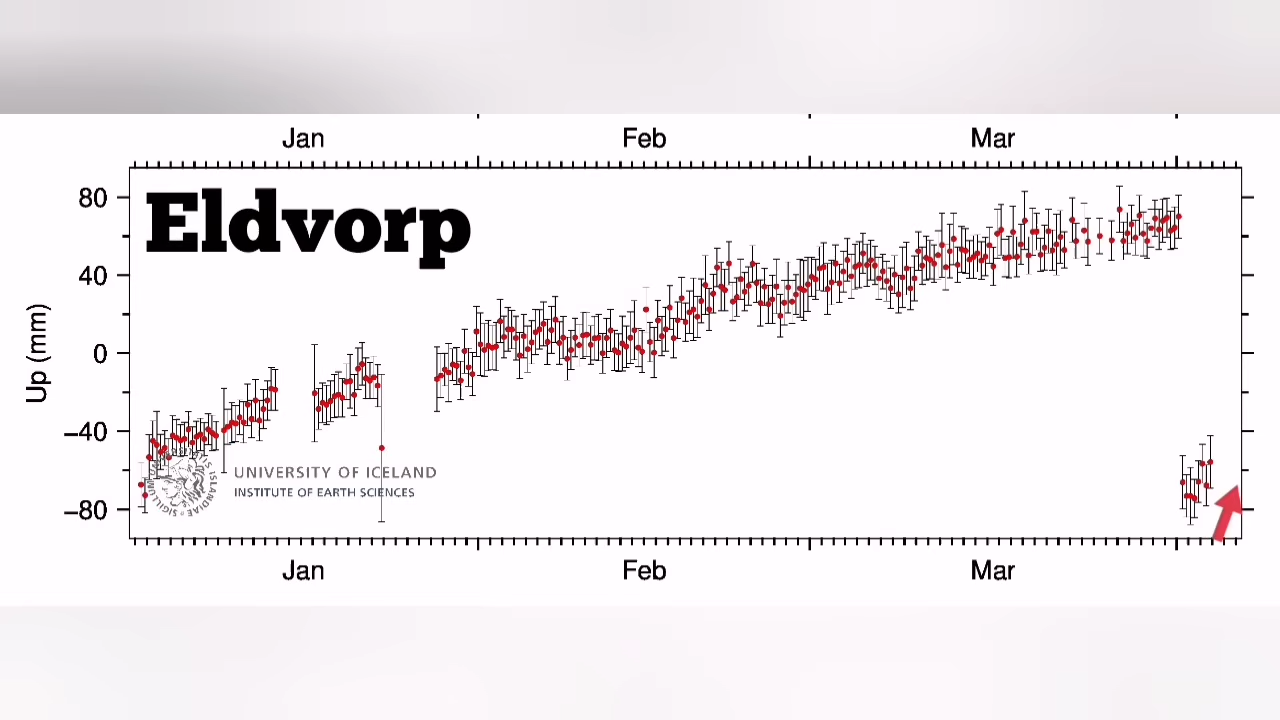 Jan Feb Mar
Eldvorp
80
40
0
−40
−80
Up (mm)
UNIVERSITY OF ICELAND
INSTITUTE OF EARTH SCIENCES
Jan Feb Mar